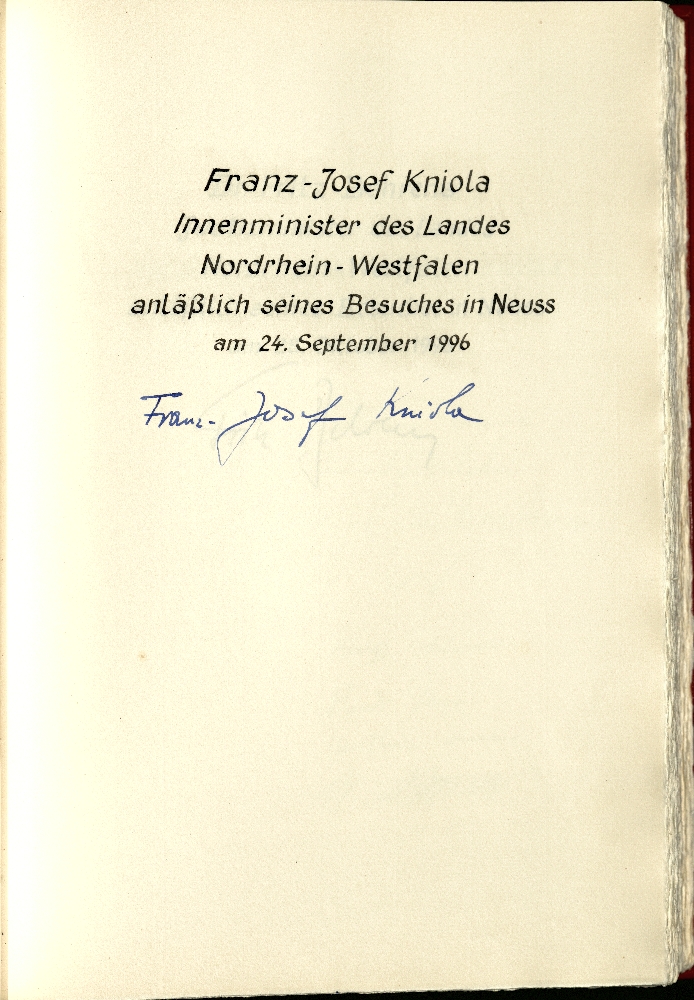 Franz-Josef Kniola
Innenminister des Landes
Nordrhein-Westfalen
anläßlich seines Besuches in Neuss
am 24. September 1996
Franz-Josef Kniola